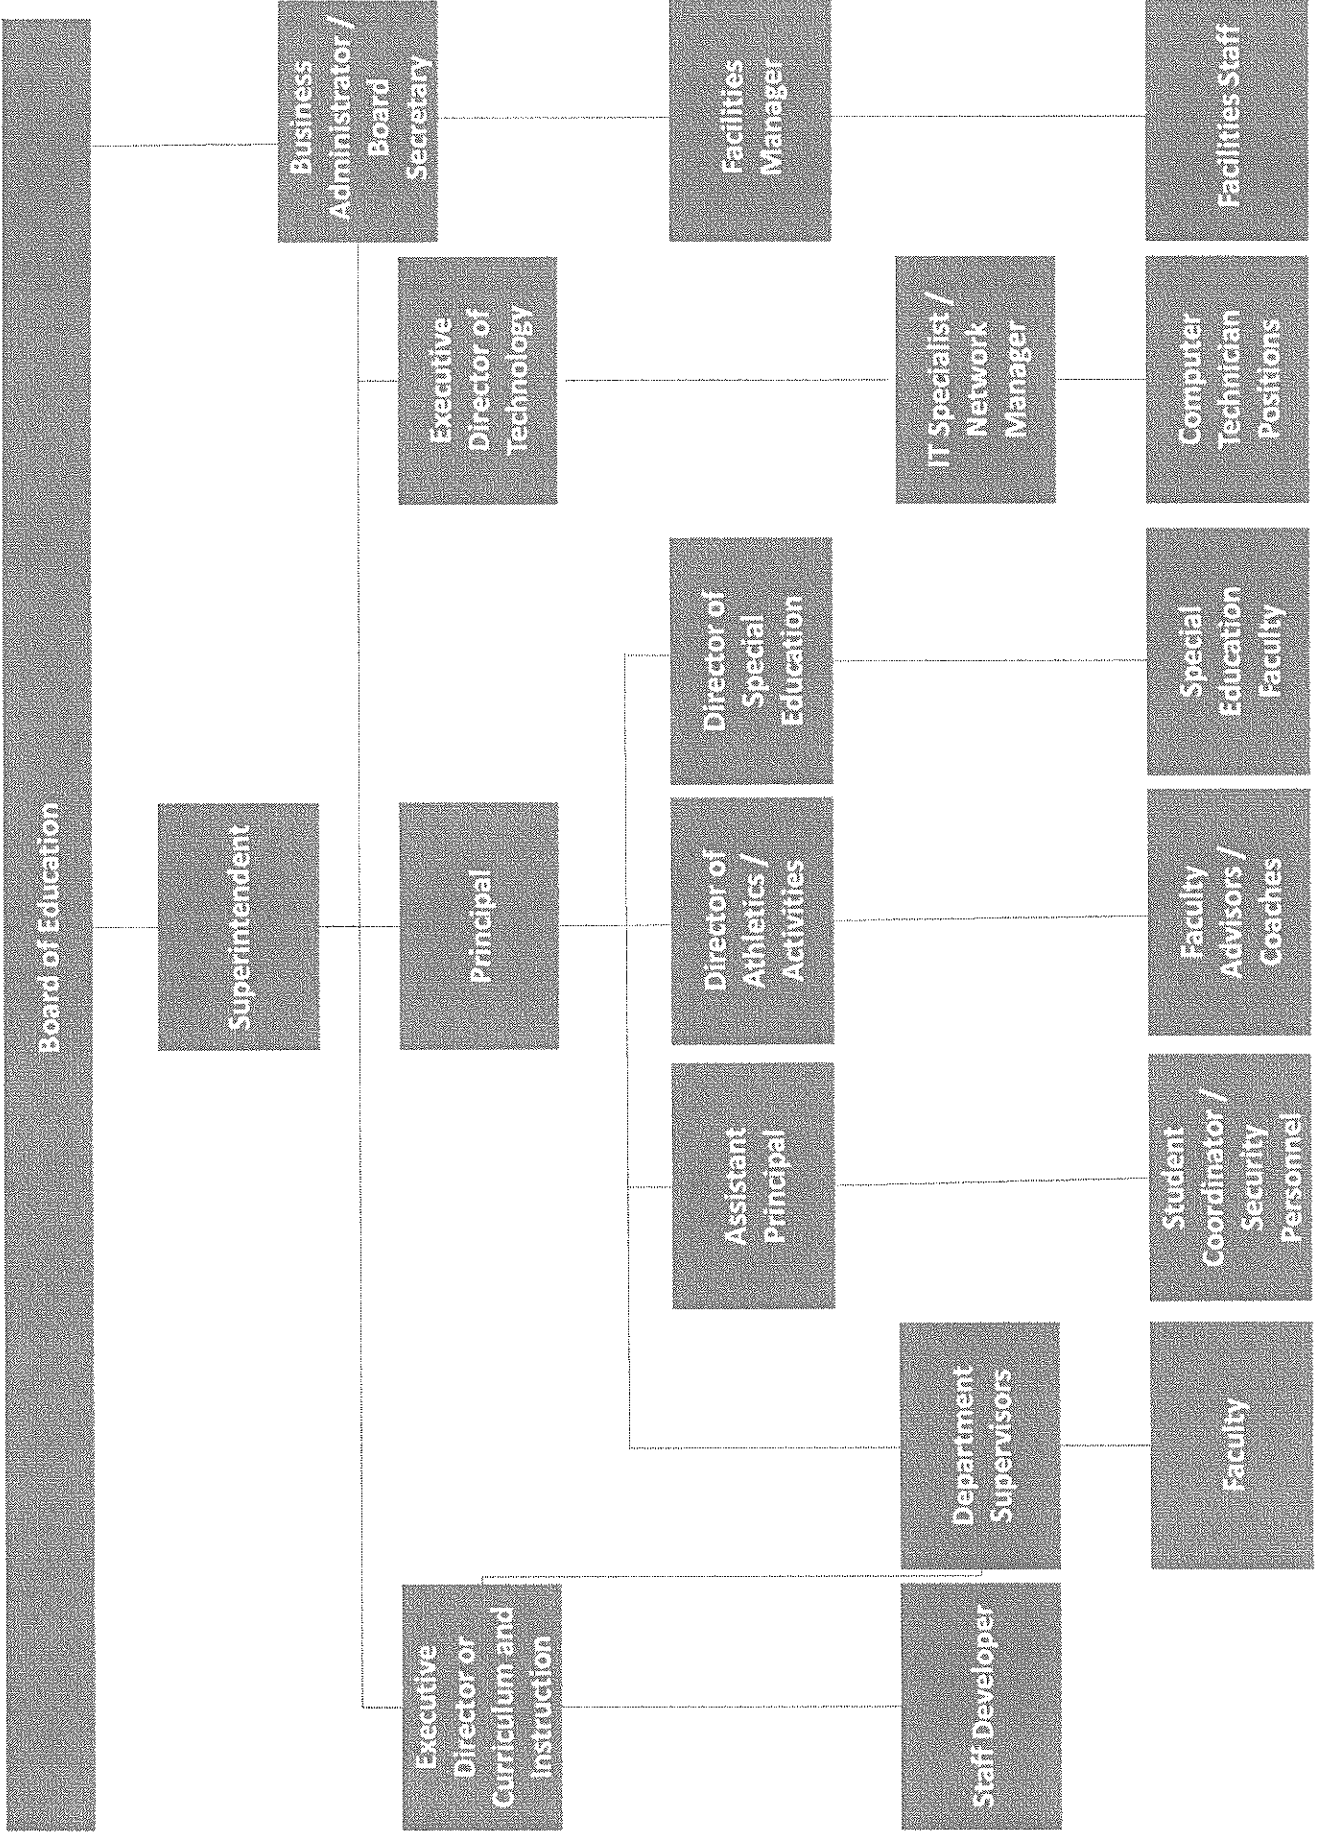 Board of Education
Superintendent
Business
Administrator /
Board
Secretary
Executive
Director or
Curriculum and
Instruction
Principal
Executive
Director of
Technology
Assistant
Principal
Director of
Athletics /
Activities
Director of
Special
Education
Facilities
Manager
Staff Developer
Department
Supervisors
IT Specialist /
Network
Manager
Faculty
Student
Coordinator /
Security
Personnel
Faculty
Advisors /
Coaches
Special
Education
Faculty
Computer
Technician
Positions
Facilities Staff